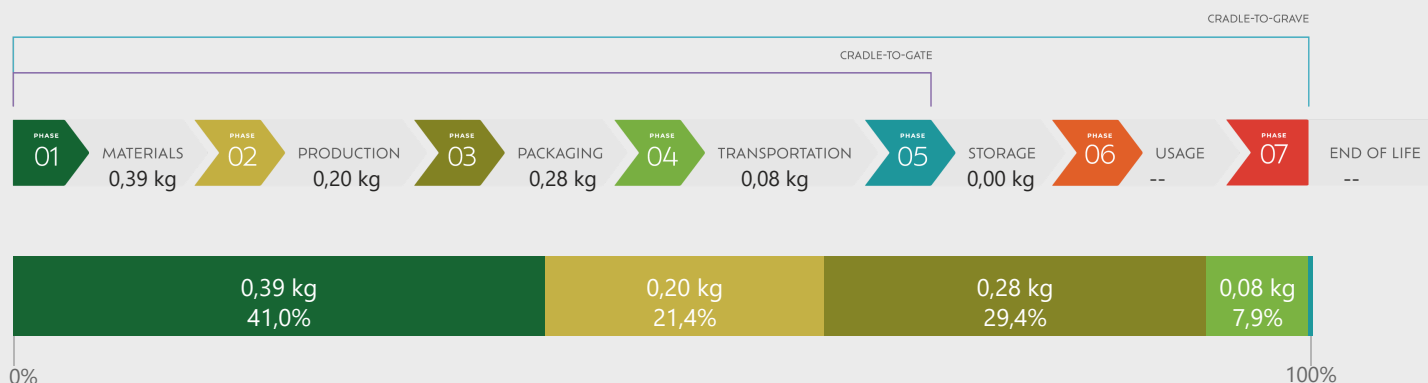 CRADLE-TO-GRAVE
CRADLE-TO-GATE
PHASE
01
MATERIALS
0,39 kg
PHASE
02
PRODUCTION
0,20 kg
PHASE
03
PACKAGING
0,28 kg
PHASE
04
TRANSPORTATION
0,08 kg
PHASE
05
STORAGE
0,00 kg
PHASE
06
USAGE
--
PHASE
07
END OF LIFE
--
0,39 kg
41,0%
0,20 kg
21,4%
0,28 kg
29,4%
0,08 kg
7,9%
0%
100%